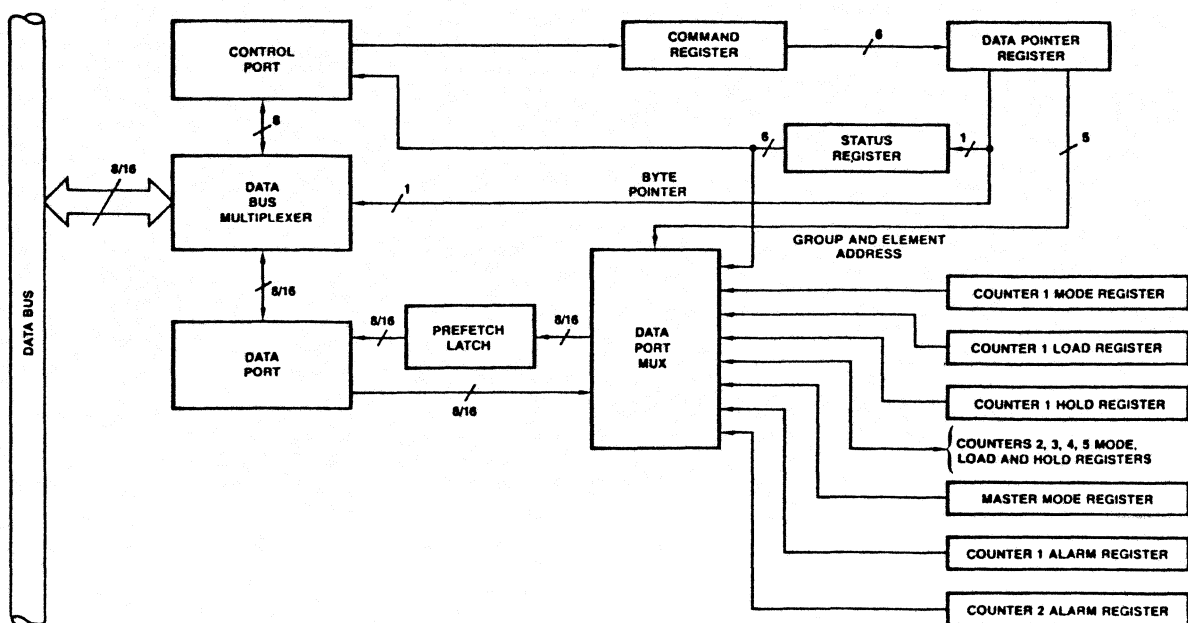 CONTROL
PORT
COMMAND
REGISTER
6
DATA POINTER
REGISTER
8
6
STATUS
REGISTER
1
5
8/16
DATA
BUS
MULTIPLEXER
1
BYTE
POINTER
GROUP AND ELEMENT
ADDRESS
8/16
DATA BUS
DATA
PORT
8/16
PREFETCH
LATCH
8/16
8/16
DATA
PORT
MUX
COUNTER 1 MODE REGISTER
COUNTER 1 LOAD REGISTER
COUNTER 1 HOLD REGISTER
COUNTERS 2, 3, 4, 5 MODE,
LOAD AND HOLD REGISTERS
MASTER MODE REGISTER
COUNTER 1 ALARM REGISTER
COUNTER 2 ALARM REGISTER